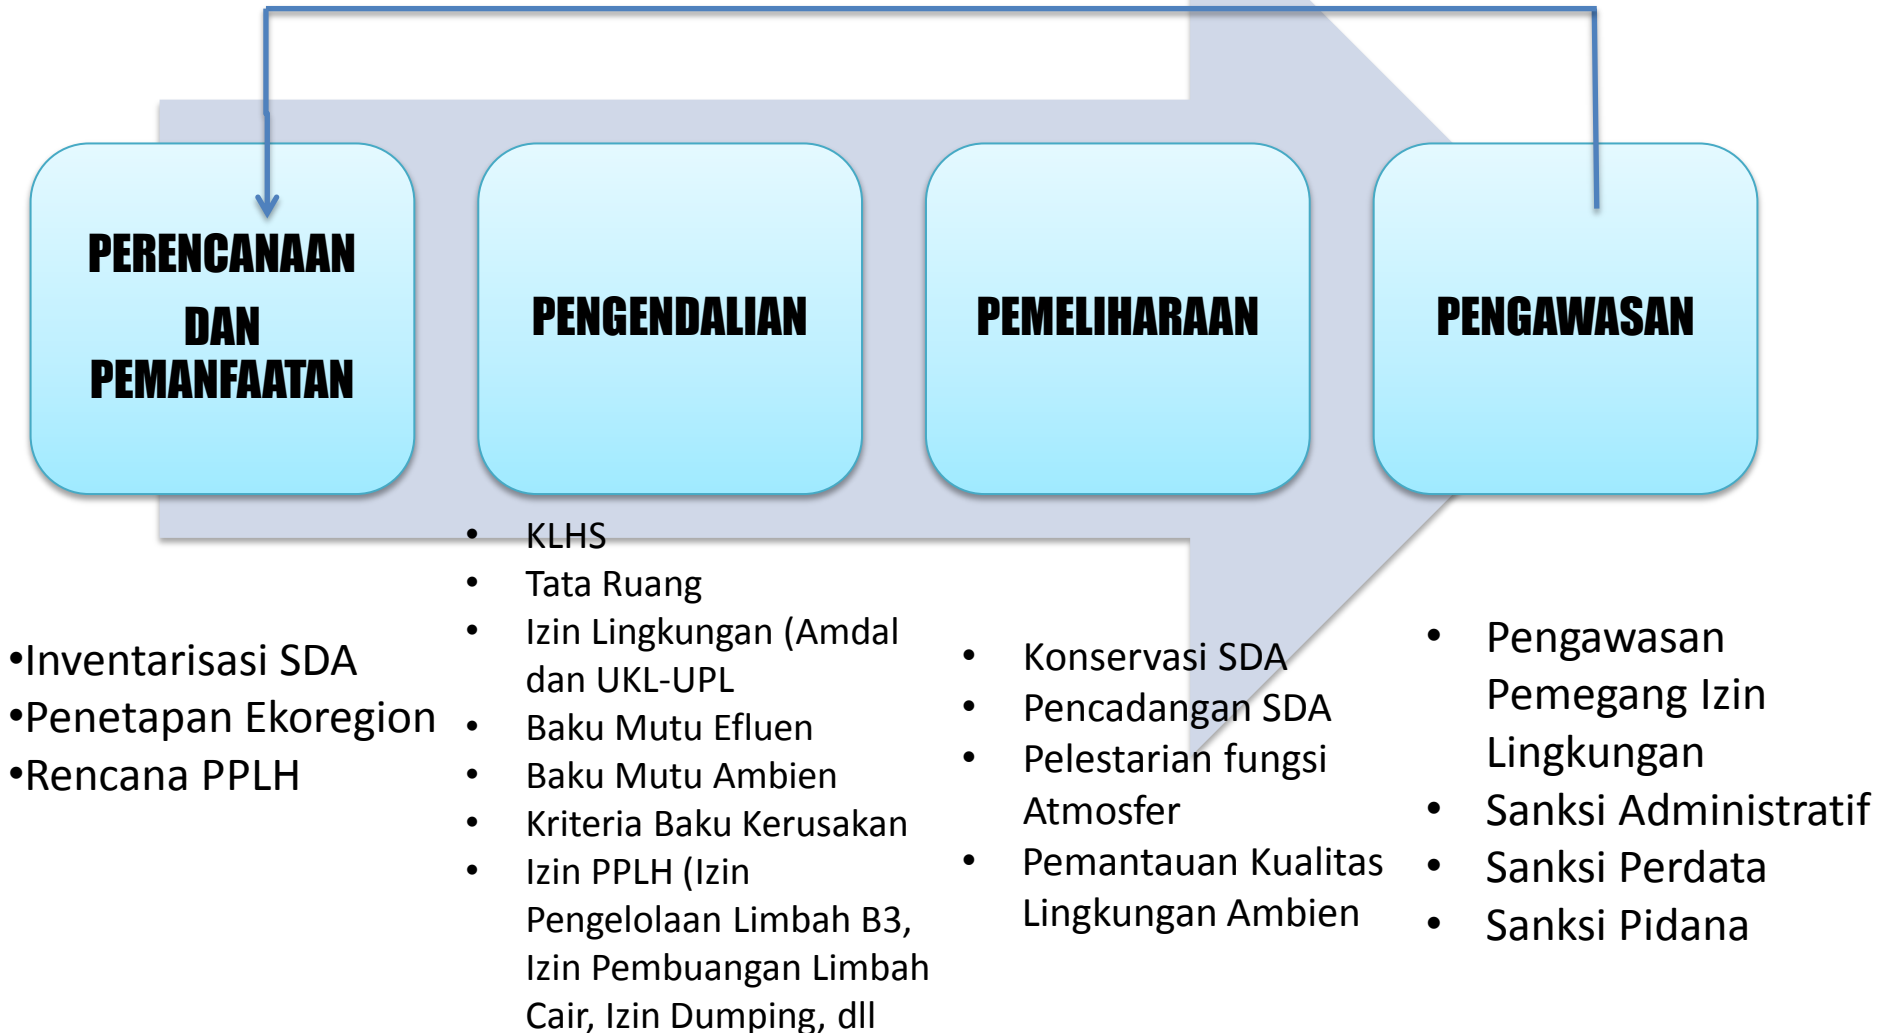 PERENCANAAN
DAN
PEMANFAATAN
PENGENDALIAN
PEMELIHARAAN
PENGAWASAN
•Inventarisasi SDA
•Penetapan Ekoregion
•Rencana PPLH
• KLHS
• Tata Ruang
• Izin Lingkungan (Amdal
dan UKL-UPL
• Baku Mutu Efluen
• Baku Mutu Ambien
• Kriteria Baku Kerusakan
• Izin PPLH (Izin
Pengelolaan Limbah B3,
Izin Pembuangan Limbah
Cair, Izin Dumping, dll
• Konservasi SDA
• Pencadangan SDA
• Pelestarian fungsi
Atmosfer
• Pemantauan Kualitas
Lingkungan Ambien
• Pengawasan
Pemegang Izin
Lingkungan
• Sanksi Administratif
• Sanksi Perdata
• Sanksi Pidana